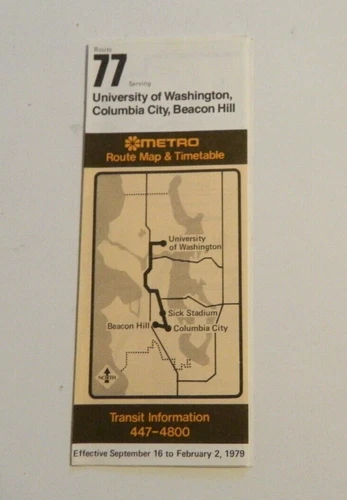 Route
77
Serving
University of Washington,
Columbia City, Beacon Hill
METRO
Route Map & Timetable
University
of Washington
Sick Stadium
Beacon Hill
Columbia City
NORTH
Transit Information
447-4800
Effective September 16 to February 2, 1979